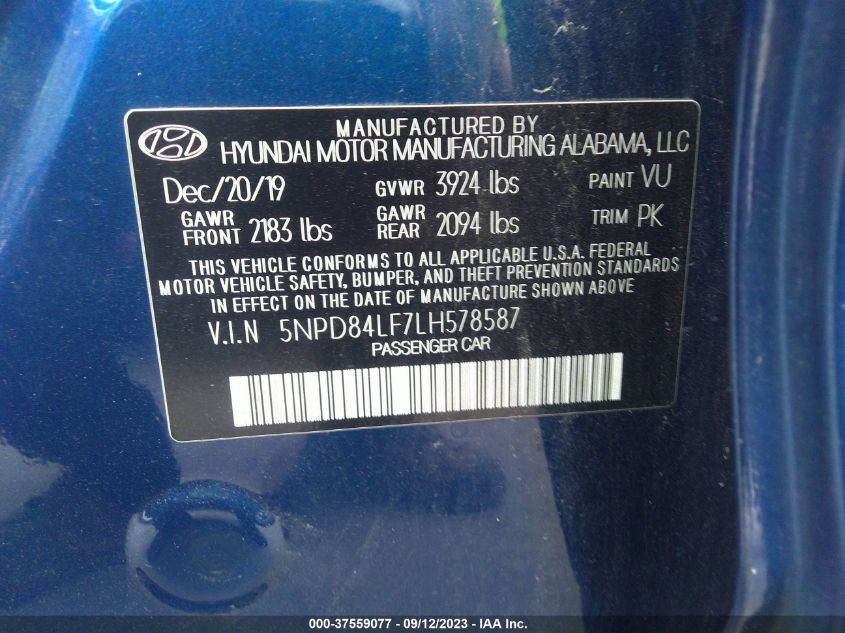 MANUFACTURED BY
HYUNDAI MOTOR MANUFACTURING ALABAMA, LLC
Dec/20/19 GVWR 3924 lbs PAINT VU
GAWR FRONT 2183 lbs GAWR REAR 2094 lbs TRIM PK
THIS VEHICLE CONFORMS TO ALL APPLICABLE U.S.A. FEDERAL
MOTOR VEHICLE SAFETY, BUMPER, AND THEFT PREVENTION STANDARDS
IN EFFECT ON THE DATE OF MANUFACTURE SHOWN ABOVE
V.I.N 5NPD84LF7LH578587
PASSENGER CAR
000-37559077 - 09/12/2023 - IAA Inc.